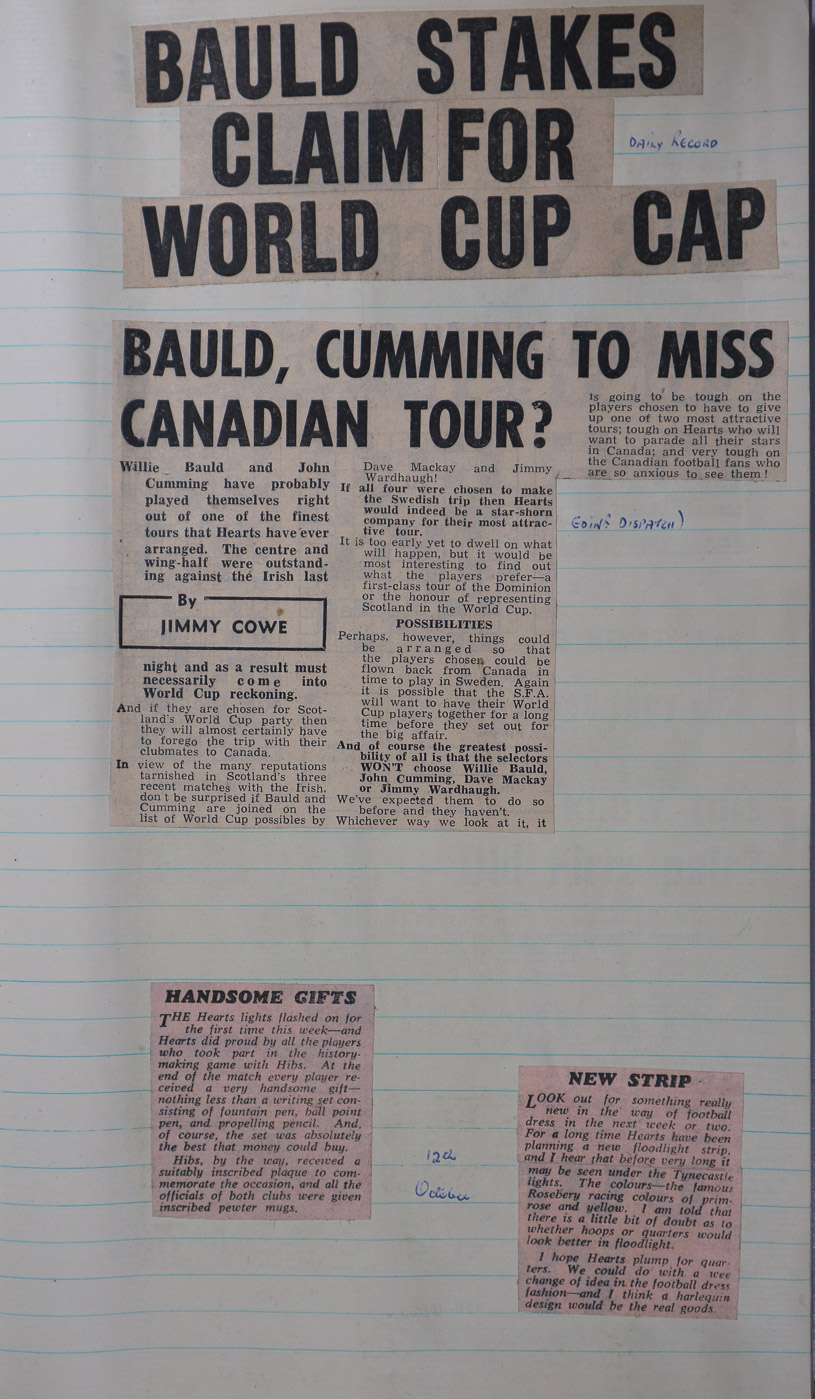 BAULD STAKES
CLAIM FOR
WORLD CUP CAP
DAILY RECORD
BAULD, CUMMING TO MISS
CANADIAN TOUR?
Willie Bauld and John
Cumming have probably
played themselves right
out of one of the finest
tours that Hearts have ever
arranged. The centre and
wing-half were outstand-
ing against the Irish last
By
JIMMY COWE
night and as a result must
necessarily come into
World Cup reckoning.
And if they are chosen for Scot-
land's World Cup party then
they will almost certainly have
to forego the trip with their
clubmates to Canada.
In view of the many reputations
tarnished in Scotland's three
recent matches with the Irish,
don't be surprised if Bauld and
Cumming are joined on the
list of World Cup possibles by
Dave Mackay and Jimmy
Wardhaugh!
If all four were chosen to make
the Swedish trip then Hearts
would indeed be a star-shorn
company for their most attrac-
tive tour.
It is too early yet to dwell on what
will happen, but it would be
most interesting to find out
what the players prefer—a
first-class tour of the Dominion
or the honour of representing
Scotland in the World Cup.
POSSIBILITIES
Perhaps, however, things could
be arranged so that
the players chosen could be
flown back from Canada in
time to play in Sweden. Again
it is possible that the S.F.A.
will want to have their World
Cup players together for a long
time before they set out for
the big affair.
And of course the greatest possi-
bility of all is that the selectors
WON'T choose Willie Bauld,
John Cumming, Dave Mackay
or Jimmy Wardhaugh.
We've expected them to do so
before and they haven't.
Whichever way we look at it, it
is going to be tough on the
players chosen to have to give
up one of two most attractive
tours; tough on Hearts who will
want to parade all their stars
in Canada; and very tough on
the Canadian football fans who
are so anxious to see them!
DISPATCH)
HANDSOME GIFTS
THE Hearts lights flashed on for
the first time this week—and
Hearts did proud by all the players
who took part in the history-
making game with Hibs. At the
end of the match every player re-
ceived a very handsome gift—
nothing less than a writing set con-
sisting of fountain pen, ball point
pen, and propelling pencil. And,
of course, the set was absolutely
the best that money could buy.
Hibs, by the way, received a
suitably inscribed plaque to com-
memorate the occasion, and all the
officials of both clubs were given
inscribed pewter mugs.
12th
October
NEW STRIP
LOOK out for something really
new in the way of football
dress in the next week or two.
For a long time Hearts have been
planning a new floodlight strip,
and I hear that before very long it
may be seen under the Tynecastle
lights. The colours—the famous
Rosebery racing colours of prim-
rose and yellow. I am told that
there is a little bit of doubt as to
whether hoops or quarters would
look better in floodlight.
I hope Hearts plump for quar-
ters. We could do with a wee
change of idea in the football dress
fashion—and I think a harlequin
design would be the real goods.